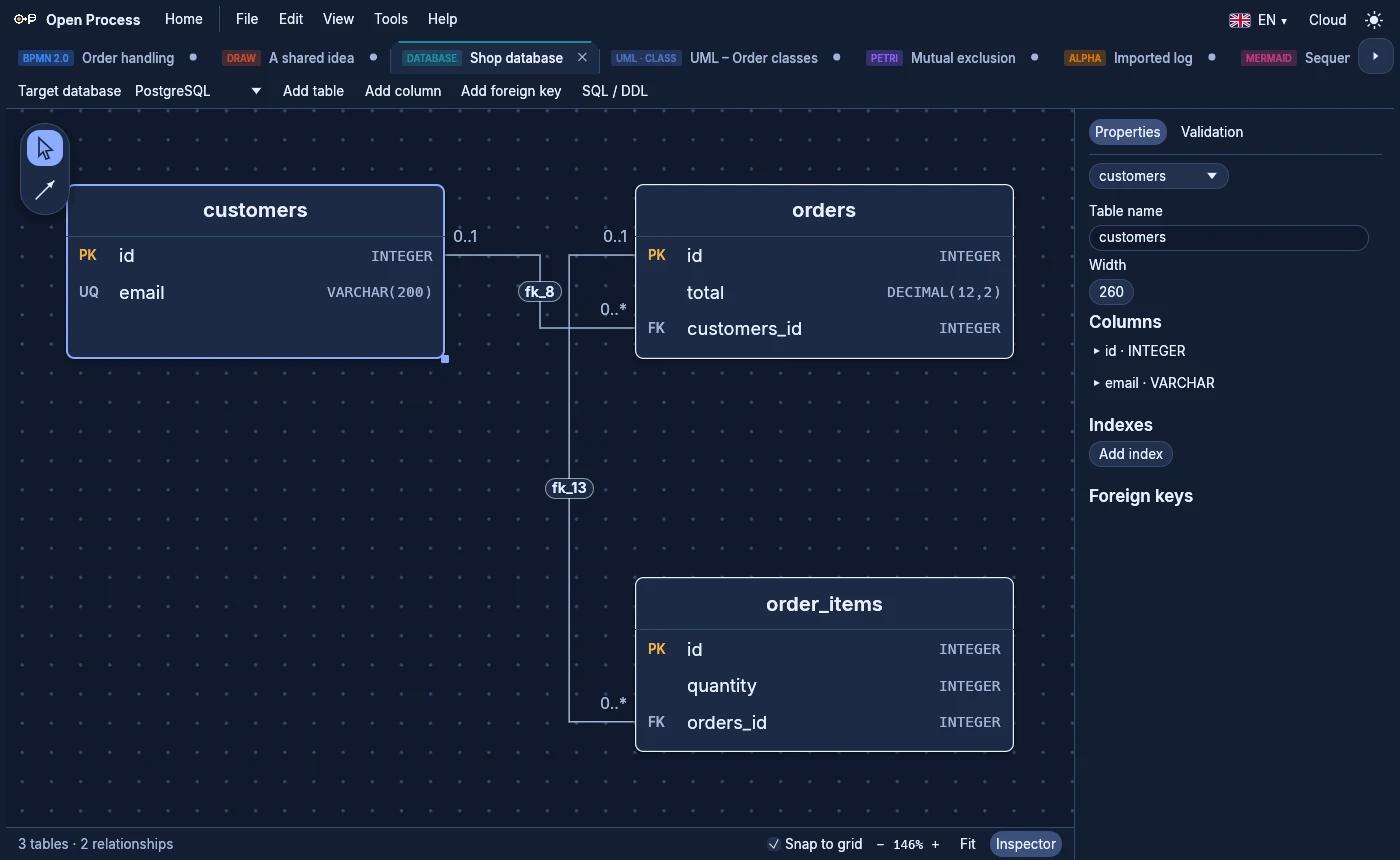 Open Process Home File Edit View Tools Help EN Cloud
BPMN 2.0 Order handling DRAW A shared idea DATABASE Shop database UML · CLASS UML – Order classes PETRI Mutual exclusion ALPHA Imported log MERMAID Sequer
Target database PostgreSQL Add table Add column Add foreign key SQL / DDL
customers
PK id INTEGER
UQ email VARCHAR(200)
0..1
fk_8
0..*
0..1
orders
PK id INTEGER
total DECIMAL(12,2)
FK customers_id INTEGER
fk_13
0..*
order_items
PK id INTEGER
quantity INTEGER
FK orders_id INTEGER
Properties Validation
customers
Table name
customers
Width
260
Columns
id · INTEGER
email · VARCHAR
Indexes
Add index
Foreign keys
3 tables · 2 relationships Snap to grid − 146% + Fit Inspector